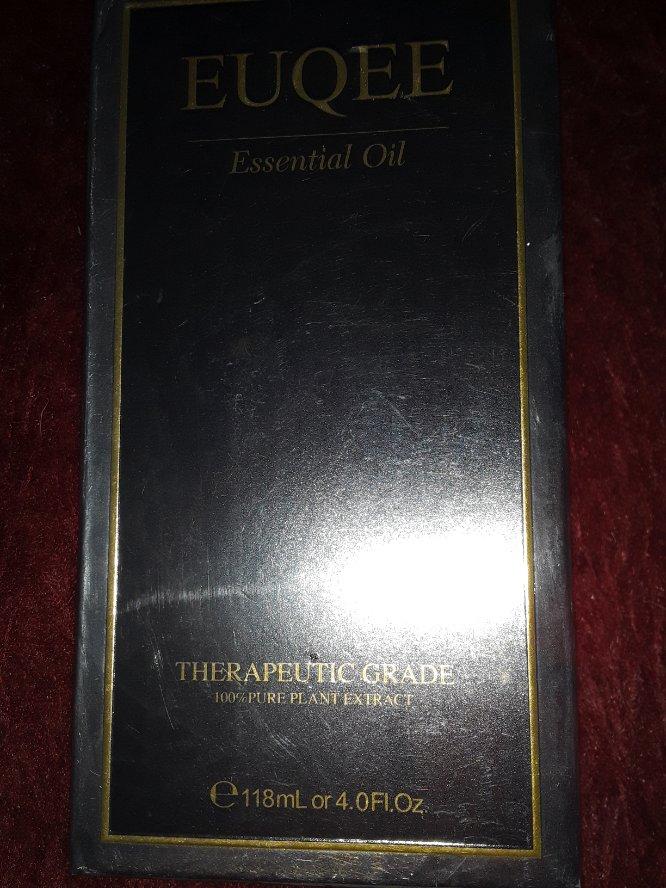 EUQEE
Essential Oil
THERAPEUTIC GRADE
100%PURE PLANT EXTRACT
℮118mL or 4.0Fl.Oz